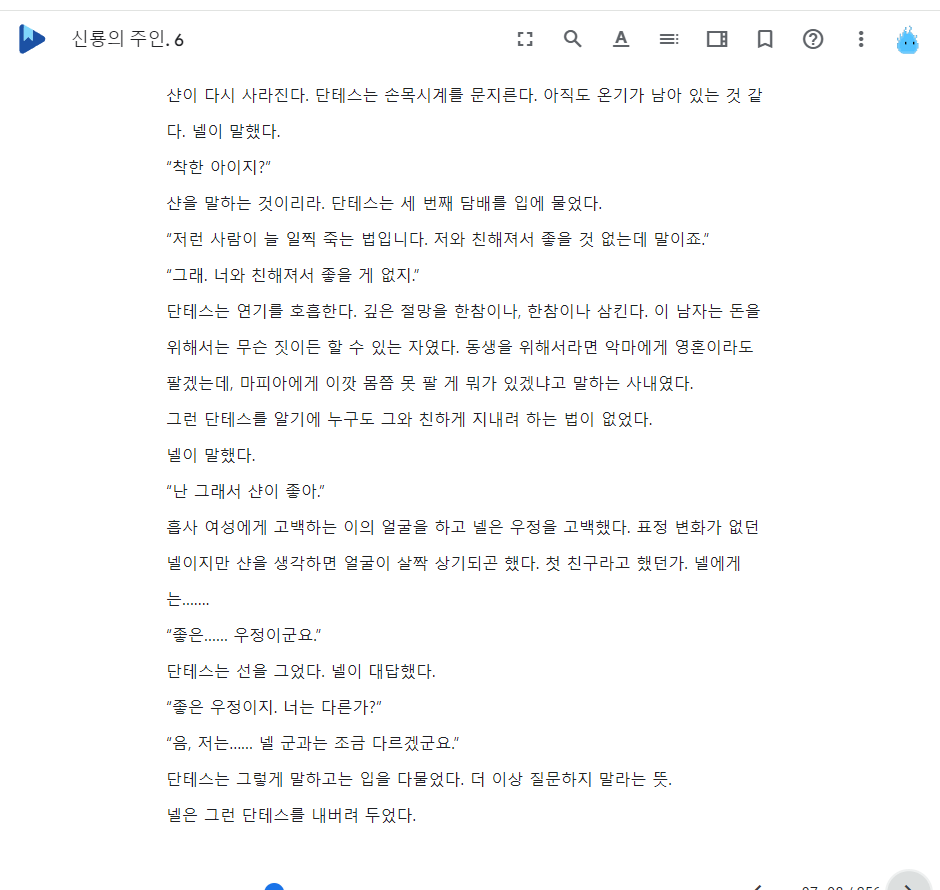 신룡의 주인. 6
샨이 다시 사라진다. 단테스는 손목시계를 문지른다. 아직도 온기가 남아 있는 것 같
다. 넬이 말했다.
“착한 아이지?”
샨을 말하는 것이리라. 단테스는 세 번째 담배를 입에 물었다.
“저런 사람이 늘 일찍 죽는 법입니다. 저와 친해져서 좋을 것 없는데 말이죠.”
“그래. 너와 친해져서 좋을 게 없지.”
단테스는 연기를 호흡한다. 깊은 절망을 한참이나, 한참이나 삼킨다. 이 남자는 돈을
위해서는 무슨 짓이든 할 수 있는 자였다. 동생을 위해서라면 악마에게 영혼이라도
팔겠는데, 마피아에게 이깟 몸쯤 못 팔 게 뭐가 있겠냐고 말하는 사내였다.
그런 단테스를 알기에 누구도 그와 친하게 지내려 하는 법이 없었다.
넬이 말했다.
“난 그래서 샨이 좋아.”
흡사 여성에게 고백하는 이의 얼굴을 하고 넬은 우정을 고백했다. 표정 변화가 없던
넬이지만 샨을 생각하면 얼굴이 살짝 상기되곤 했다. 첫 친구라고 했던가. 넬에게
는…….
“좋은…… 우정이군요.”
단테스는 선을 그었다. 넬이 대답했다.
“좋은 우정이지. 너는 다른가?”
“음, 저는…… 넬 군과는 조금 다르겠군요.”
단테스는 그렇게 말하고는 입을 다물었다. 더 이상 질문하지 말라는 뜻.
넬은 그런 단테스를 내버려 두었다.